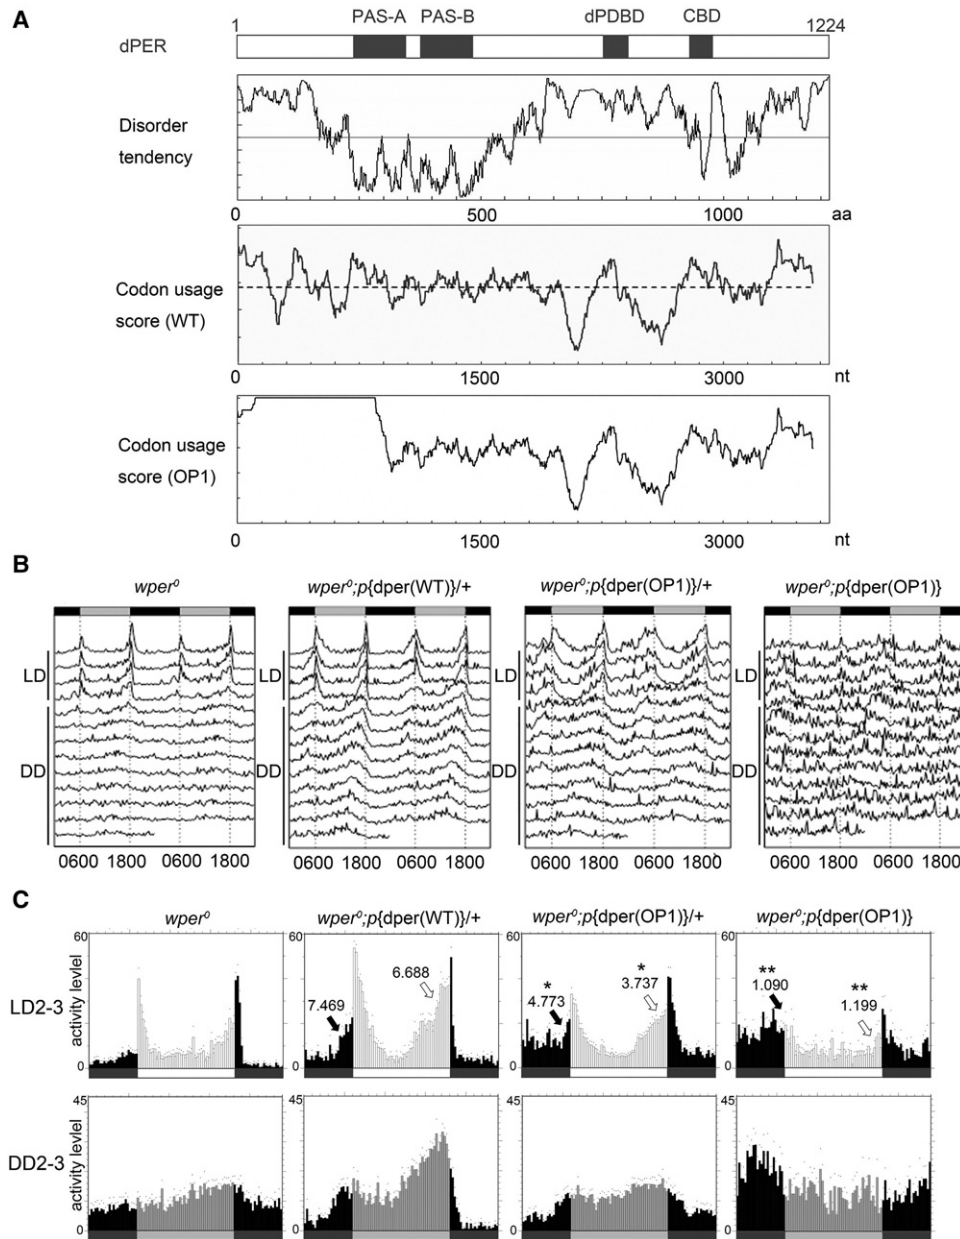 A
PAS-A PAS-B dPDBD CBD
1 1224
dPER
Disorder
tendency
0 500 1000 aa
Codon usage
score (WT)
0 1500 3000 nt
Codon usage
score (OP1)
0 1500 3000 nt
B
wper⁰ wper⁰;p{dper(WT)}/+ wper⁰;p{dper(OP1)}/+ wper⁰;p{dper(OP1)}
LD LD LD LD
DD DD DD DD
0600 1800 0600 1800 0600 1800 0600 1800 0600 1800 0600 1800 0600 1800 0600 1800
C
wper⁰ wper⁰;p{dper(WT)}/+ wper⁰;p{dper(OP1)}/+ wper⁰;p{dper(OP1)}
LD2-3
activity levlel
60 60 60 60
7.469 6.688
* 4.773 * 3.737
** 1.090 ** 1.199
0 0 0 0
DD2-3
activity levlel
45 45 45 45
0 0 0 0